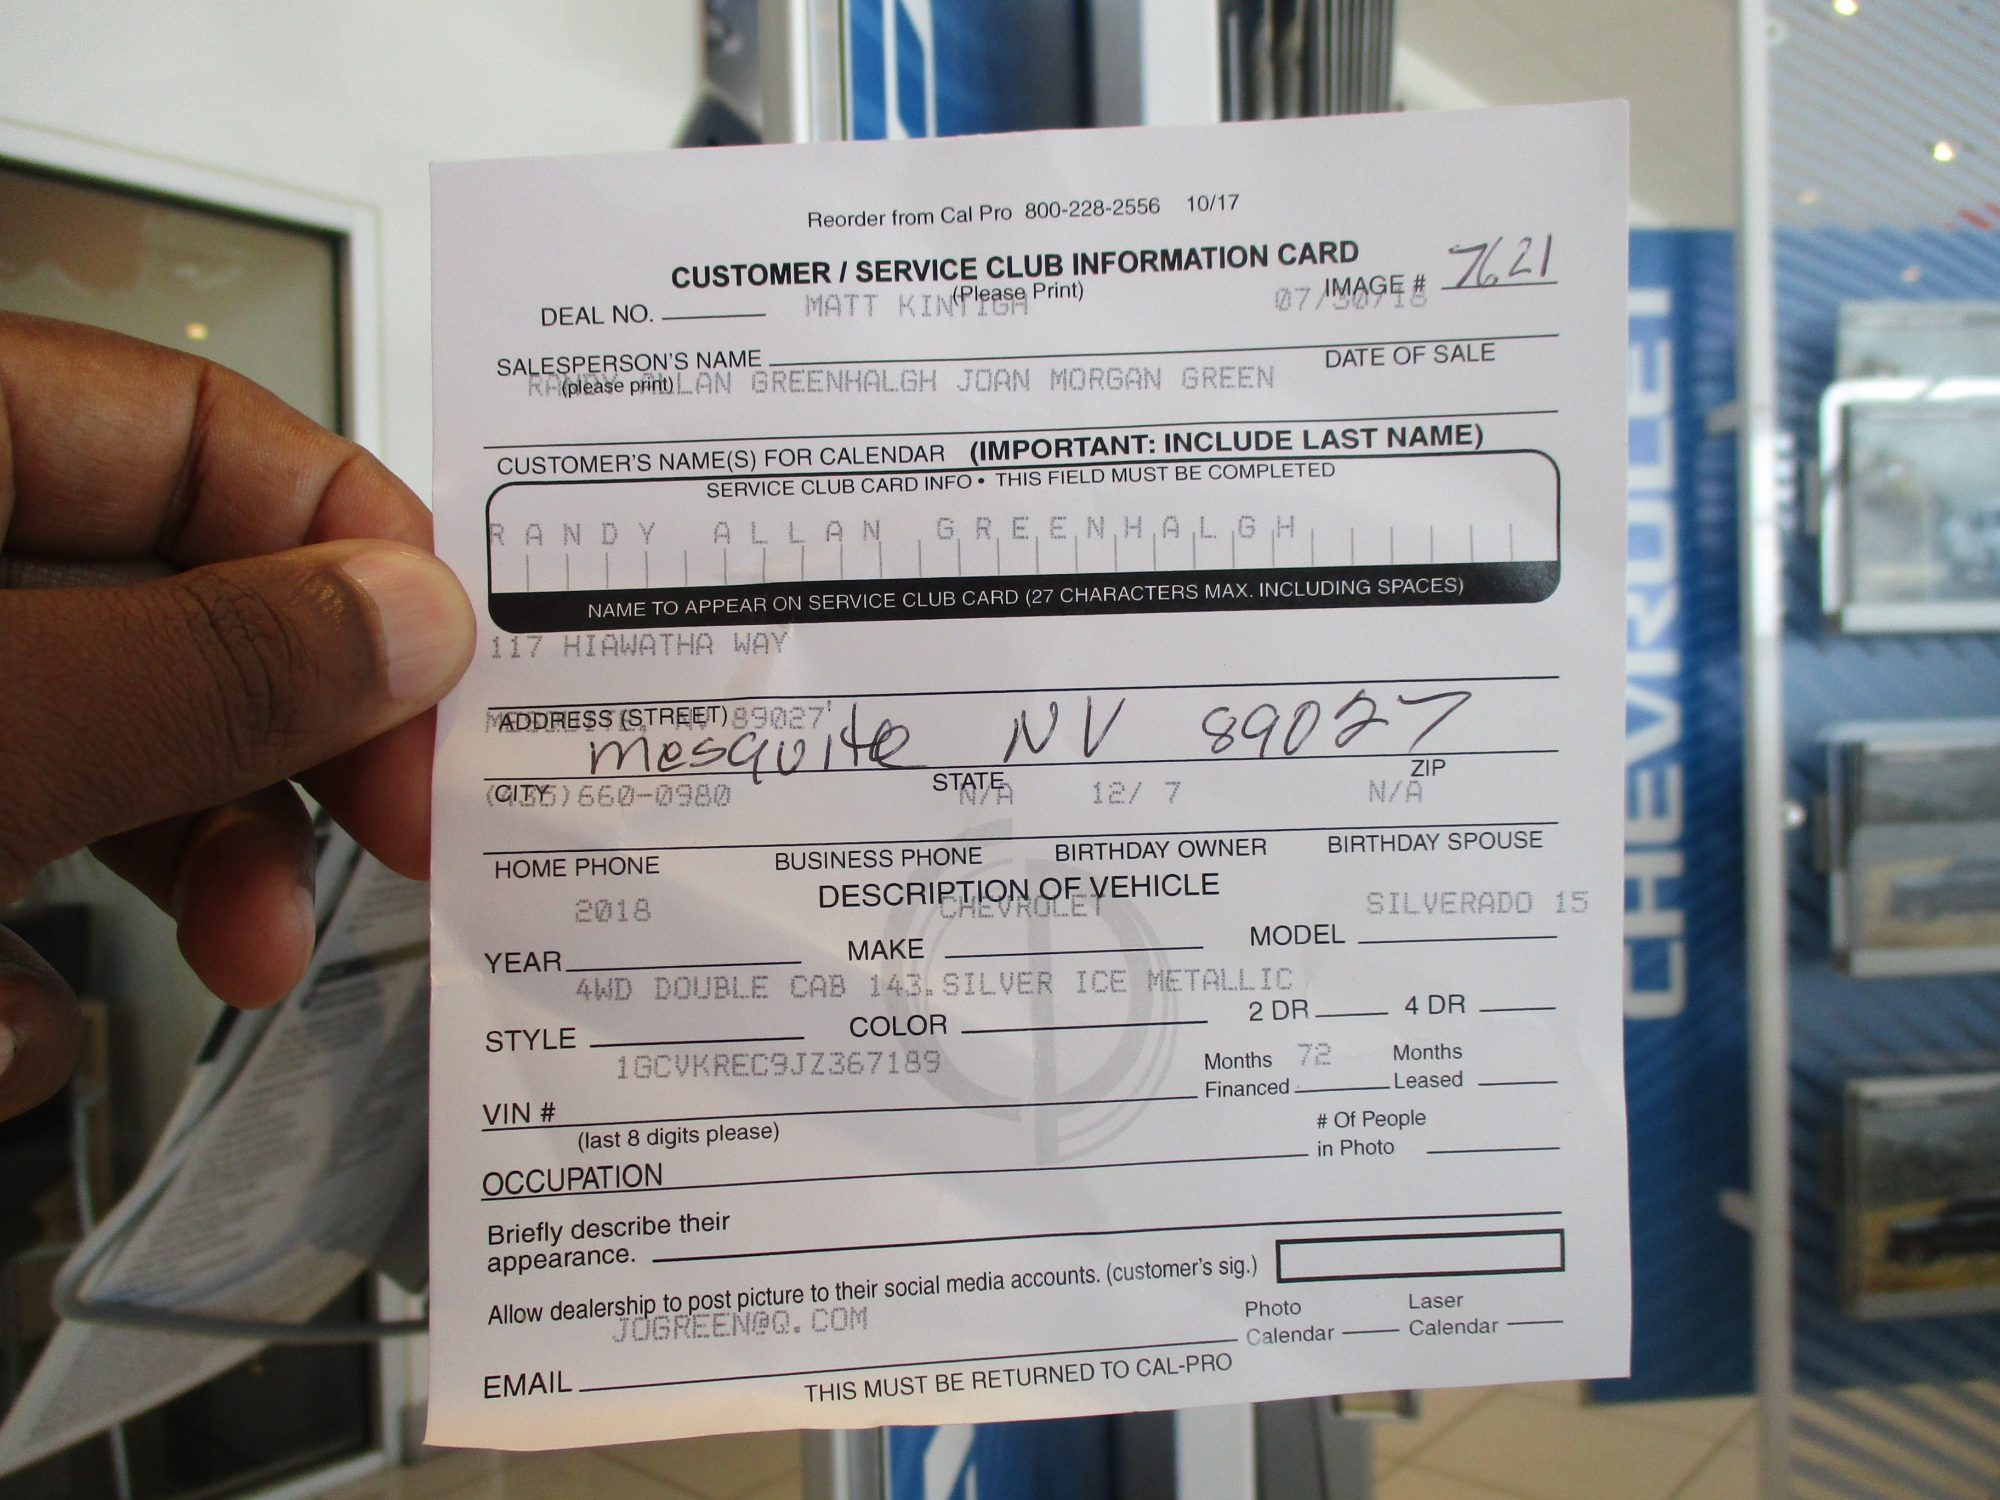 Reorder from Cal Pro 800-228-2556 10/17
CUSTOMER / SERVICE CLUB INFORMATION CARD
(Please Print)
IMAGE # 7621
DEAL NO. MATT KINTIGH 07/30/18
SALESPERSON'S NAME DATE OF SALE
(please print)
RANDY ALLAN GREENHALGH JOAN MORGAN GREEN
CUSTOMER'S NAME(S) FOR CALENDAR (IMPORTANT: INCLUDE LAST NAME)
SERVICE CLUB CARD INFO • THIS FIELD MUST BE COMPLETED
RANDY ALLAN GREENHALGH
NAME TO APPEAR ON SERVICE CLUB CARD (27 CHARACTERS MAX. INCLUDING SPACES)
117 HIAWATHA WAY
ADDRESS (STREET)
MESQUITE, NV 89027
mesquite NV 89027
CITY STATE ZIP
(435)660-0980 N/A 12/ 7 N/A
HOME PHONE BUSINESS PHONE BIRTHDAY OWNER BIRTHDAY SPOUSE
DESCRIPTION OF VEHICLE
2018 CHEVROLET SILVERADO 15
YEAR MAKE MODEL
4WD DOUBLE CAB 143. SILVER ICE METALLIC
STYLE COLOR 2 DR 4 DR
1GCVKREC9JZ367189 Months Financed 72 Months Leased
VIN #
(last 8 digits please)
# Of People in Photo
OCCUPATION
Briefly describe their
appearance.
Allow dealership to post picture to their social media accounts. (customer's sig.)
JOGREEN@Q.COM
Photo Calendar Laser Calendar
EMAIL
THIS MUST BE RETURNED TO CAL-PRO
CHEVROLET